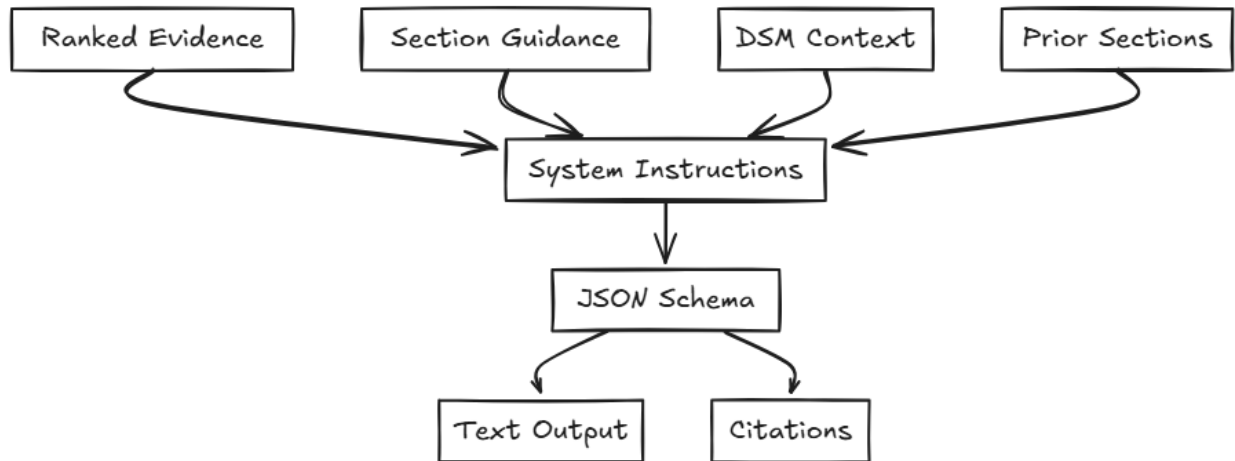 Ranked Evidence
Section Guidance
DSM Context
Prior Sections
System Instructions
JSON Schema
Text Output
Citations